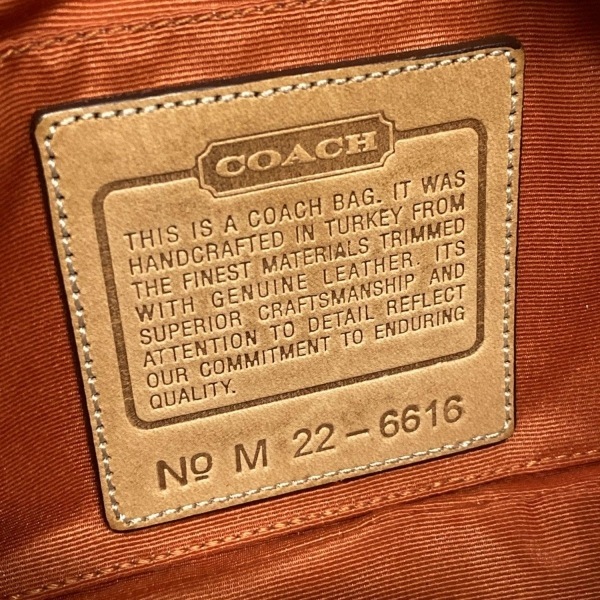 COACH
THIS IS A COACH BAG. IT WAS
HANDCRAFTED IN TURKEY FROM
THE FINEST MATERIALS TRIMMED
WITH GENUINE LEATHER. ITS
SUPERIOR CRAFTSMANSHIP AND
ATTENTION TO DETAIL REFLECT
OUR COMMITMENT TO ENDURING
QUALITY.
Nº M 22-6616